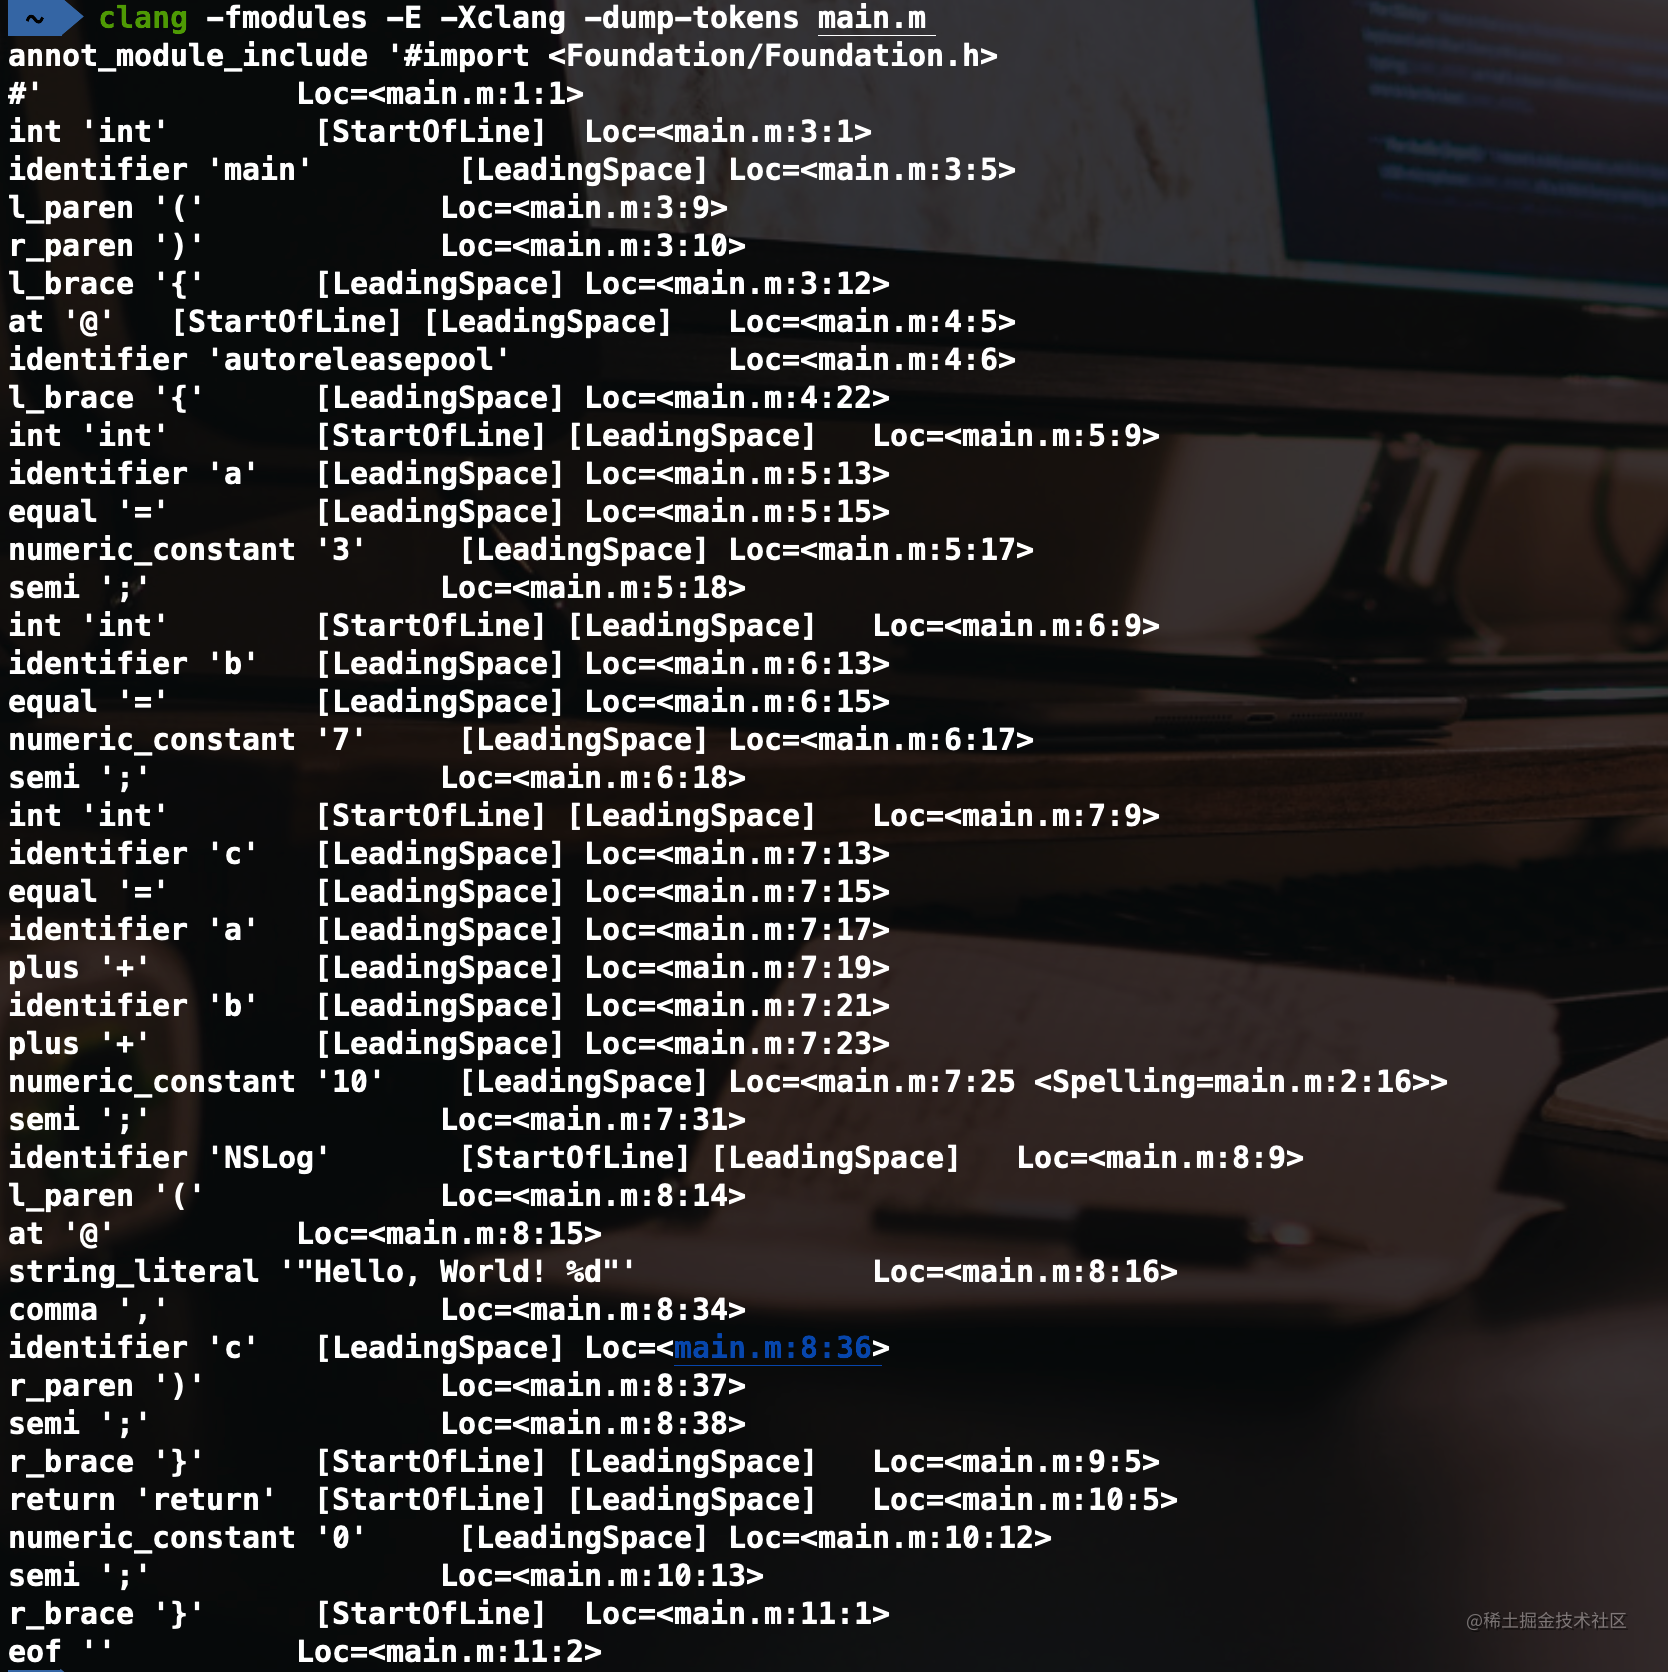 ~ clang -fmodules -E -Xclang -dump-tokens main.m
annot_module_include '#import <Foundation/Foundation.h>
#' Loc=<main.m:1:1>
int 'int' [StartOfLine] Loc=<main.m:3:1>
identifier 'main' [LeadingSpace] Loc=<main.m:3:5>
l_paren '(' Loc=<main.m:3:9>
r_paren ')' Loc=<main.m:3:10>
l_brace '{' [LeadingSpace] Loc=<main.m:3:12>
at '@' [StartOfLine] [LeadingSpace] Loc=<main.m:4:5>
identifier 'autoreleasepool' Loc=<main.m:4:6>
l_brace '{' [LeadingSpace] Loc=<main.m:4:22>
int 'int' [StartOfLine] [LeadingSpace] Loc=<main.m:5:9>
identifier 'a' [LeadingSpace] Loc=<main.m:5:13>
equal '=' [LeadingSpace] Loc=<main.m:5:15>
numeric_constant '3' [LeadingSpace] Loc=<main.m:5:17>
semi ';' Loc=<main.m:5:18>
int 'int' [StartOfLine] [LeadingSpace] Loc=<main.m:6:9>
identifier 'b' [LeadingSpace] Loc=<main.m:6:13>
equal '=' [LeadingSpace] Loc=<main.m:6:15>
numeric_constant '7' [LeadingSpace] Loc=<main.m:6:17>
semi ';' Loc=<main.m:6:18>
int 'int' [StartOfLine] [LeadingSpace] Loc=<main.m:7:9>
identifier 'c' [LeadingSpace] Loc=<main.m:7:13>
equal '=' [LeadingSpace] Loc=<main.m:7:15>
identifier 'a' [LeadingSpace] Loc=<main.m:7:17>
plus '+' [LeadingSpace] Loc=<main.m:7:19>
identifier 'b' [LeadingSpace] Loc=<main.m:7:21>
plus '+' [LeadingSpace] Loc=<main.m:7:23>
numeric_constant '10' [LeadingSpace] Loc=<main.m:7:25 <Spelling=main.m:2:16>>
semi ';' Loc=<main.m:7:31>
identifier 'NSLog' [StartOfLine] [LeadingSpace] Loc=<main.m:8:9>
l_paren '(' Loc=<main.m:8:14>
at '@' Loc=<main.m:8:15>
string_literal '"Hello, World! %d"' Loc=<main.m:8:16>
comma ',' Loc=<main.m:8:34>
identifier 'c' [LeadingSpace] Loc=<main.m:8:36>
r_paren ')' Loc=<main.m:8:37>
semi ';' Loc=<main.m:8:38>
r_brace '}' [StartOfLine] [LeadingSpace] Loc=<main.m:9:5>
return 'return' [StartOfLine] [LeadingSpace] Loc=<main.m:10:5>
numeric_constant '0' [LeadingSpace] Loc=<main.m:10:12>
semi ';' Loc=<main.m:10:13>
r_brace '}' [StartOfLine] Loc=<main.m:11:1>
@稀土掘金技术社区
eof '' Loc=<main.m:11:2>